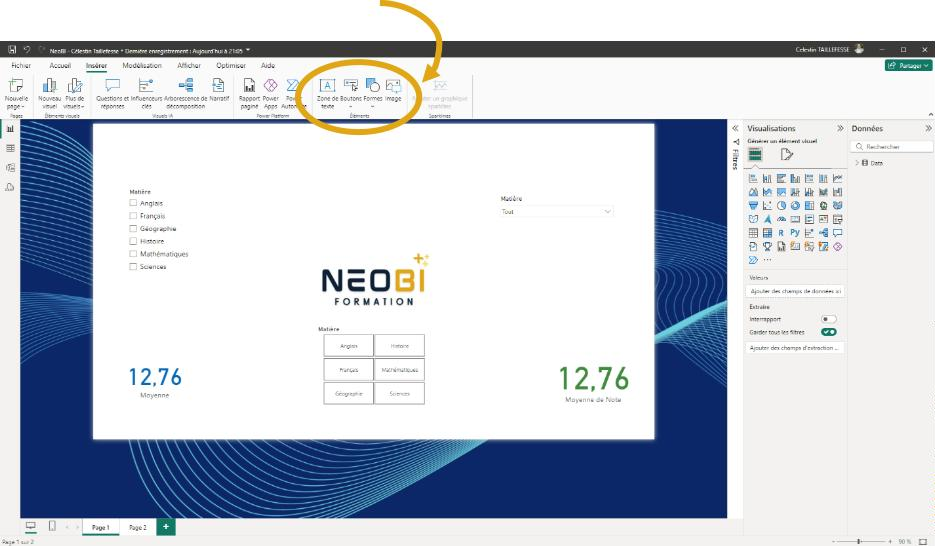 NeoBI - Célestin Taillefesse • Dernière enregistrement : Aujourd'hui à 21:05
Celestin TAILLEFESSE
Fichier Accueil Insérer Modélisation Afficher Optimiser Aide
Partager
Nouvelle page
Nouveau visuel
Plus de visuels
Questions et réponses
Influenceurs clés
Arborescence de décomposition
Narratif
Rapport paginé
Power Apps
Power
Zone de texte
Boutons
Formes
Image
Ajouter un graphique sparkline
Pages
Éléments visuels
Visuels IA
Power Platform
Éléments
Sparklines
Filtres
Visualisations
Générer un élément visuel
Valeurs
Ajouter des champs de données ici
Extraire
Interrapport
Garder tous les filtres
Ajouter des champs d'extraction ...
Données
Rechercher
Data
Matière
Anglais
Français
Géographie
Histoire
Mathématiques
Sciences
Matière
Tout
NEOBI
FORMATION
Matière
Anglais Histoire
Français Mathématiques
Géographie Sciences
12,76
Moyenne
12,76
Moyenne de Note
Page 1 Page 2 +
Page 1 sur 2
90 %